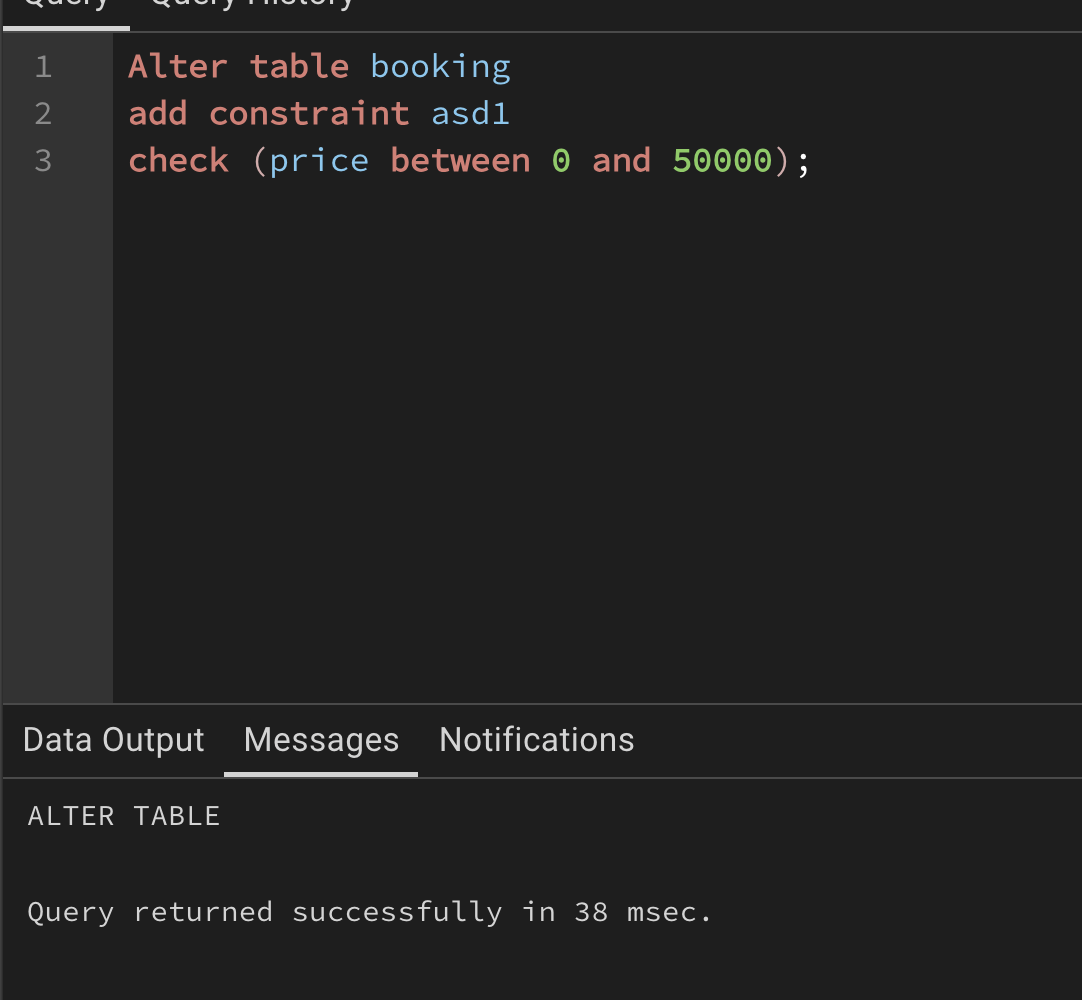 Query Query History
1 Alter table booking
2 add constraint asd1
3 check (price between 0 and 50000);
Data Output Messages Notifications
ALTER TABLE
Query returned successfully in 38 msec.